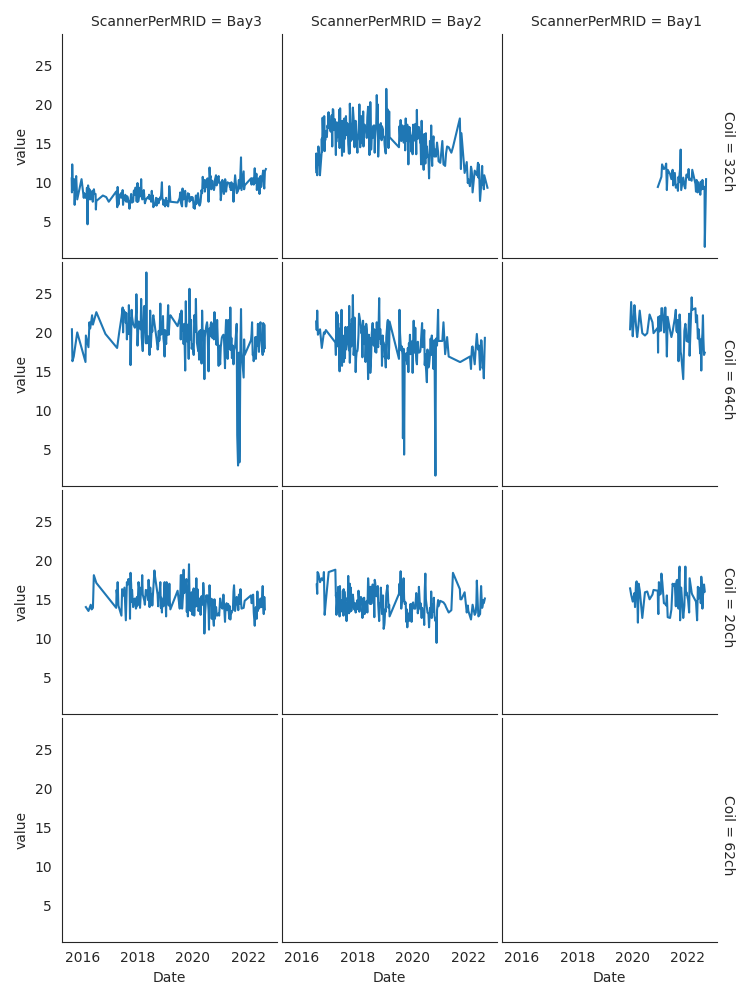 ScannerPerMRID = Bay3
ScannerPerMRID = Bay2
ScannerPerMRID = Bay1
25
20
15
10
5
value
Coil = 32ch
25
20
15
10
5
value
Coil = 64ch
25
20
15
10
5
value
Coil = 20ch
25
20
15
10
5
value
Coil = 62ch
2016 2018 2020 2022
2016 2018 2020 2022
2016 2018 2020 2022
Date
Date
Date